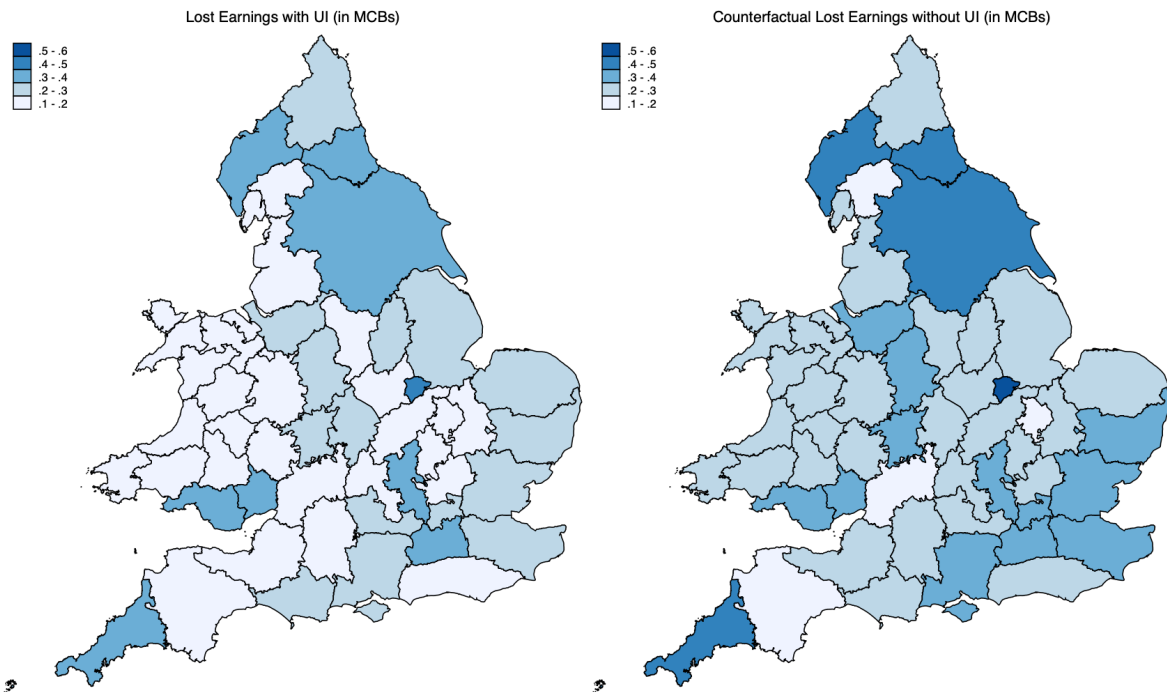 Lost Earnings with UI (in MCBs)
.5 - .6
.4 - .5
.3 - .4
.2 - .3
.1 - .2
Counterfactual Lost Earnings without UI (in MCBs)
.5 - .6
.4 - .5
.3 - .4
.2 - .3
.1 - .2